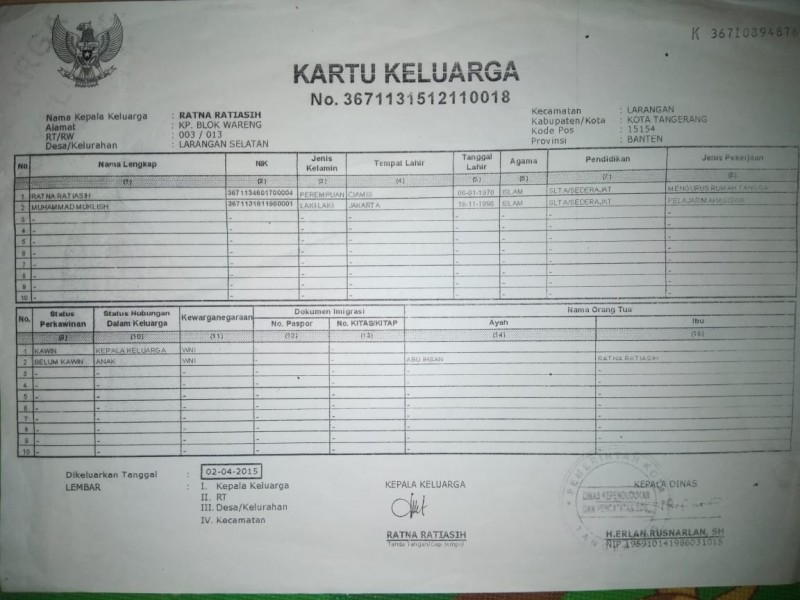 K 3671039487
KARTU KELUARGA
No. 3671131512110018
Nama Kepala Keluarga : RATNA RATIASIH
Alamat : KP. BLOK WARENG
RT/RW : 003 / 013
Desa/Kelurahan : LARANGAN SELATAN
Kecamatan : LARANGAN
Kabupaten/Kota : KOTA TANGERANG
Kode Pos : 15154
Provinsi : BANTEN
No. Nama Lengkap NIK Jenis Kelamin Tempat Lahir Tanggal Lahir Agama Pendidikan Jenis Pekerjaan
(1) (2) (3) (4) (5) (6) (7) (8)
1 RATNA RATIASIH 3671134601700004 PEREMPUAN CIAMIS 06-01-1970 ISLAM SLTA/SEDERAJAT MENGURUS RUMAH TANGGA
2 MUHAMMAD MUKLISH LAKI-LAKI JAKARTA ISLAM SLTA/SEDERAJAT PELAJAR/MAHASISWA
3 - - - - - - - -
4 - - - - - - - -
5 - - - - - - - -
6 - - - - - - - -
7 - - - - - - - -
8 - - - - - - - -
9 - - - - - - - -
10 - - - - - - - -
No. Status Perkawinan Status Hubungan Dalam Keluarga Kewarganegaraan Dokumen Imigrasi Nama Orang Tua
No. Paspor No. KITAS/KITAP Ayah Ibu
(9) (10) (11) (12) (13) (14) (15)
1 KAWIN KEPALA KELUARGA WNI - -
2 BELUM KAWIN ANAK WNI - - ABU IHSAN RATNA RATIASIH
3 - - - - - - -
4 - - - - - - -
5 - - - - - - -
6 - - - - - - -
7 - - - - - - -
8 - - - - - - -
9 - - - - - - -
10 - - - - - - -
Dikeluarkan Tanggal : 02-04-2015
LEMBAR : I. Kepala Keluarga
II. RT
III. Desa/Kelurahan
IV. Kecamatan
KEPALA KELUARGA
RATNA RATIASIH
Tanda Tangan/Cap Jempol
KEPALA DINAS
PEMERINTAH KOTA
DINAS KEPENDUDUKAN
DAN PENCATATAN SIPIL
H.ERLAN RUSNARLAN, SH
NIP 195910141986031015